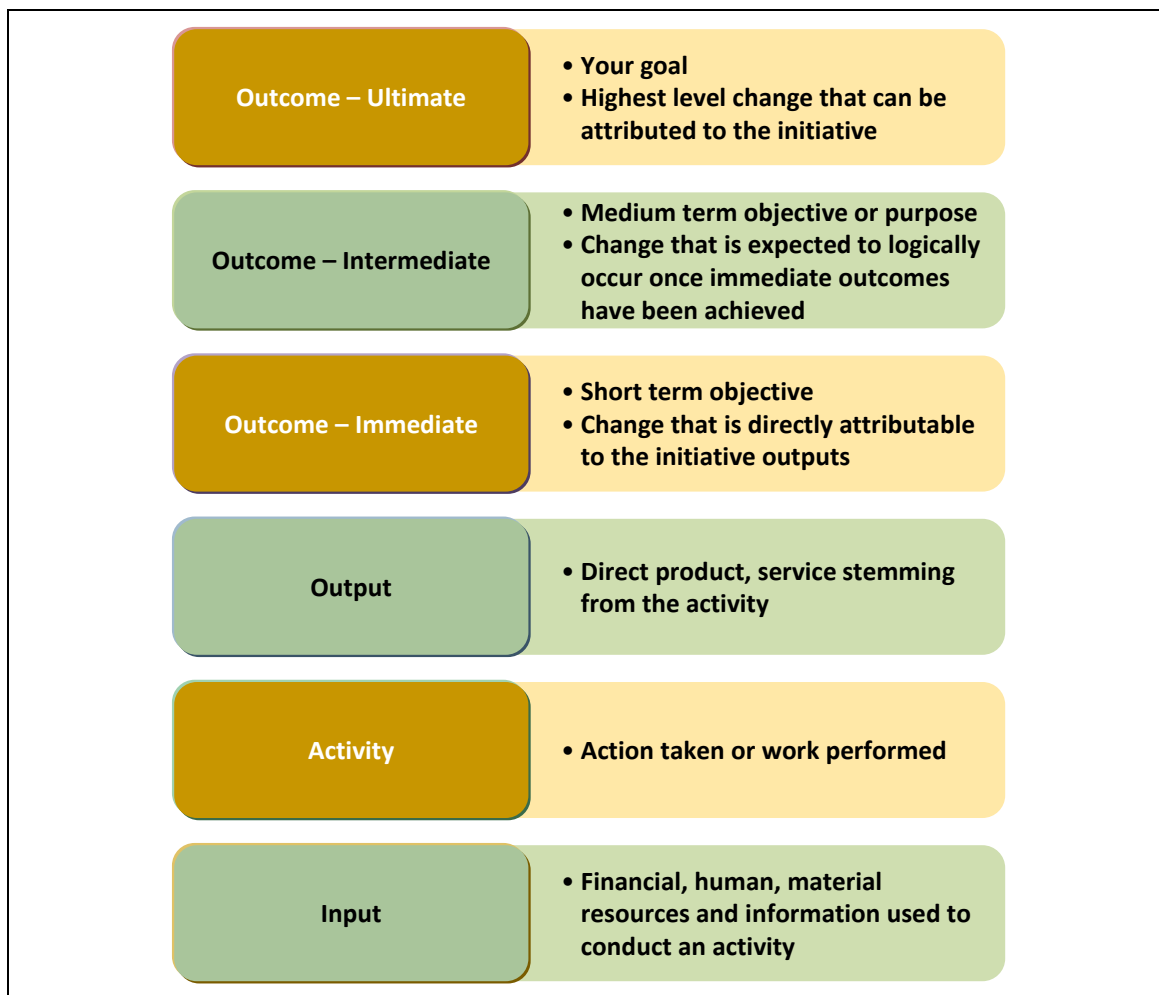 Outcome – Ultimate
• Your goal
• Highest level change that can be
attributed to the initiative
Outcome – Intermediate
• Medium term objective or purpose
• Change that is expected to logically
occur once immediate outcomes
have been achieved
Outcome – Immediate
• Short term objective
• Change that is directly attributable
to the initiative outputs
Output
• Direct product, service stemming
from the activity
Activity
• Action taken or work performed
Input
• Financial, human, material
resources and information used to
conduct an activity